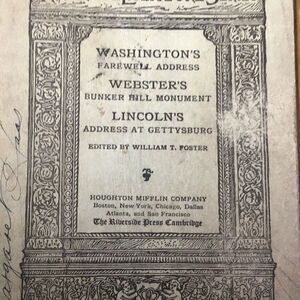 WASHINGTON'S
FAREWELL ADDRESS
WEBSTER'S
BUNKER HILL MONUMENT
LINCOLN'S
ADDRESS AT GETTYSBURG
EDITED BY WILLIAM T. FOSTER
HOUGHTON MIFFLIN COMPANY
Boston, New York, Chicago, Dallas
Atlanta, and San Francisco
The Riverside Press Cambridge